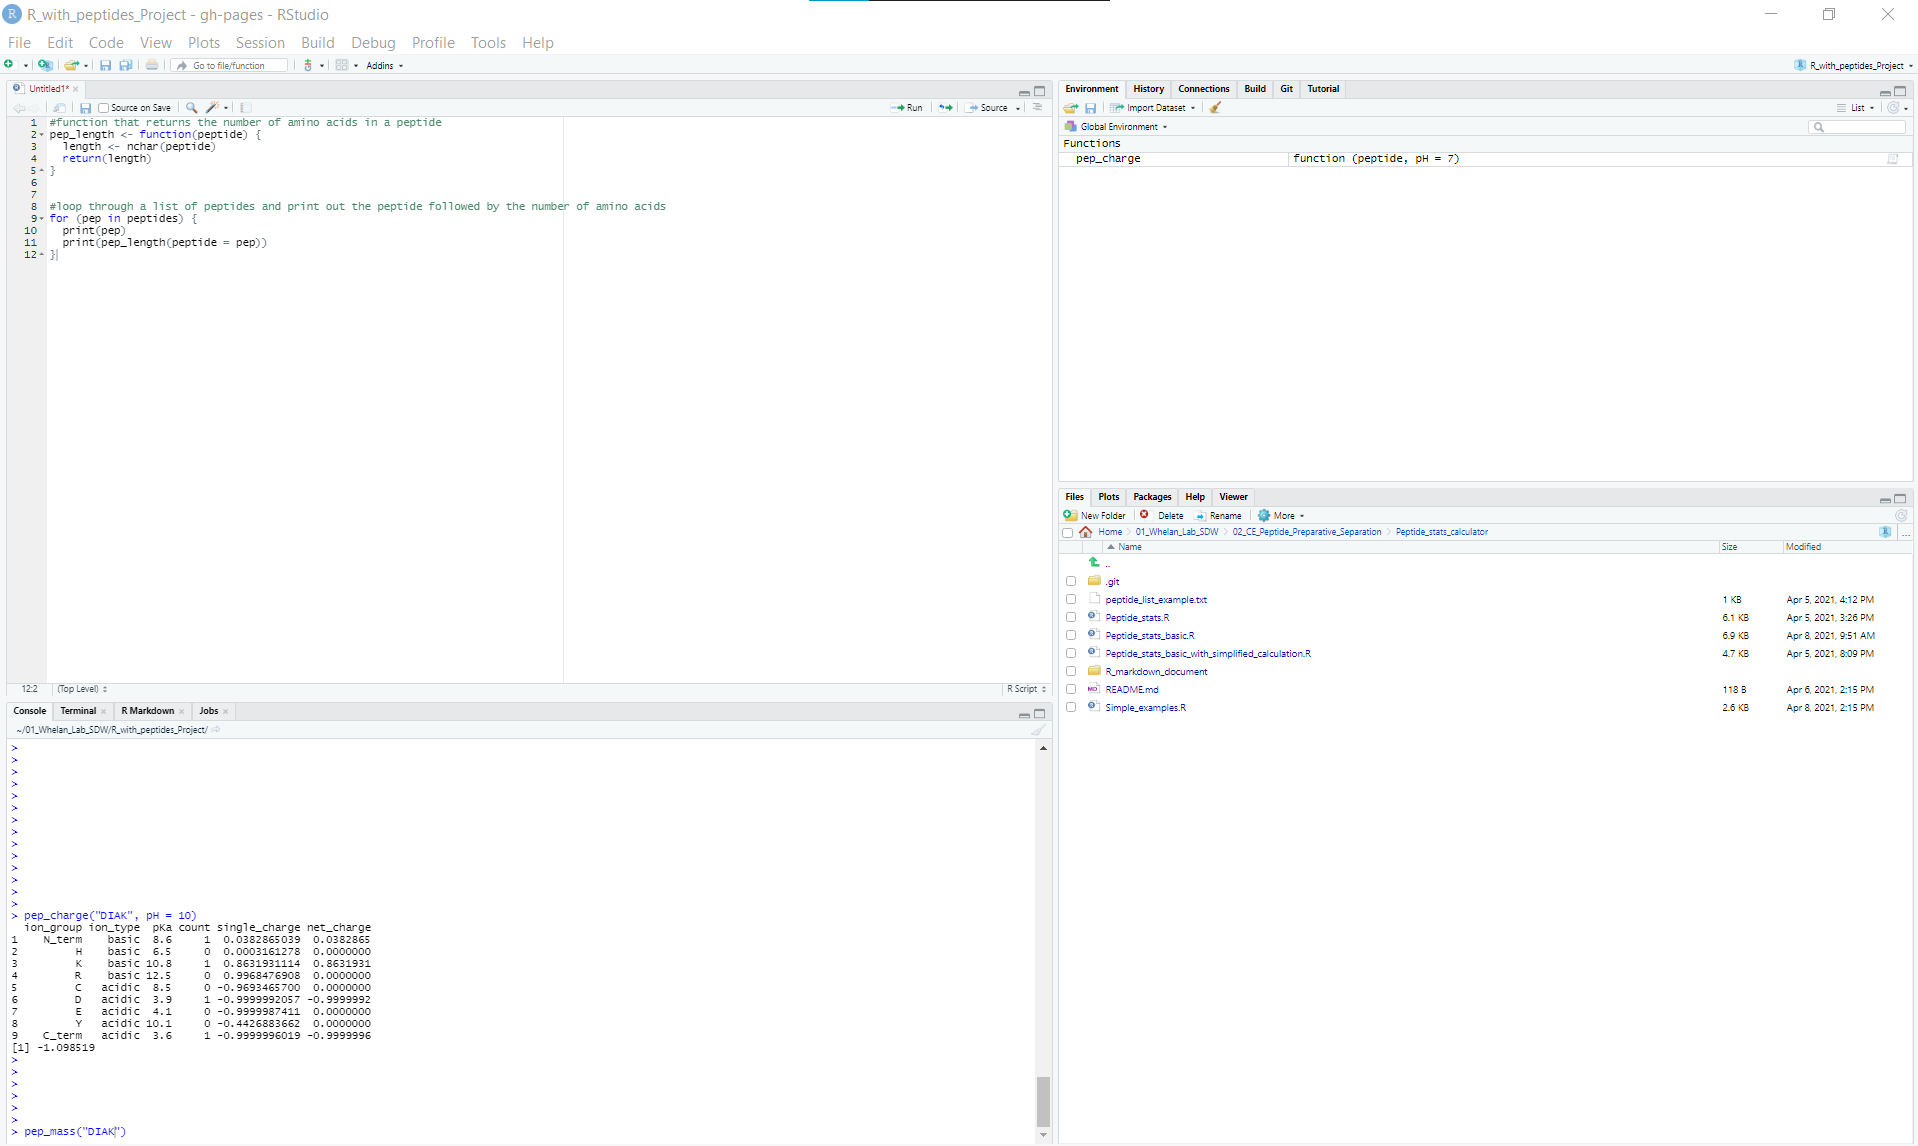 R_with_peptides_Project - gh-pages - RStudio
File Edit Code View Plots Session Build Debug Profile Tools Help
Go to file/function Addins R_with_peptides_Project
Untitled1*
Source on Save Run Source
1 #function that returns the number of amino acids in a peptide
2 pep_length <- function(peptide) {
3 length <- nchar(peptide)
4 return(length)
5 }
6
7
8 #loop through a list of peptides and print out the peptide followed by the number of amino acids
9 for (pep in peptides) {
10 print(pep)
11 print(pep_length(peptide = pep))
12 }
12:2 (Top Level) R Script
Console Terminal R Markdown Jobs
~/01_Whelan_Lab_SDW/R_with_peptides_Project/
>
>
>
>
>
>
>
>
>
>
>
>
>
>
> pep_charge("DIAK", pH = 10)
ion_group ion_type pKa count single_charge net_charge
1 N_term basic 8.6 1 0.0382865039 0.0382865
2 H basic 6.5 0 0.0003161278 0.0000000
3 K basic 10.8 1 0.8631931114 0.8631931
4 R basic 12.5 0 0.9968476908 0.0000000
5 C acidic 8.5 0 -0.9693465700 0.0000000
6 D acidic 3.9 1 -0.9999992057 -0.9999992
7 E acidic 4.1 0 -0.9999987411 0.0000000
8 Y acidic 10.1 0 -0.4426883662 0.0000000
9 C_term acidic 3.6 1 -0.9999996019 -0.9999996
[1] -1.098519
>
>
>
>
>
>
> pep_mass("DIAK")
Environment History Connections Build Git Tutorial
Import Dataset List
Global Environment
Functions
pep_charge function (peptide, pH = 7)
Files Plots Packages Help Viewer
New Folder Delete Rename More
Home 01_Whelan_Lab_SDW 02_CE_Peptide_Preparative_Separation Peptide_stats_calculator ...
Name Size Modified
..
.git
peptide_list_example.txt 1 KB Apr 5, 2021, 4:12 PM
Peptide_stats.R 6.1 KB Apr 5, 2021, 3:26 PM
Peptide_stats_basic.R 6.9 KB Apr 8, 2021, 9:51 AM
Peptide_stats_basic_with_simplified_calculation.R 4.7 KB Apr 5, 2021, 8:09 PM
R_markdown_document
README.md 118 B Apr 6, 2021, 2:15 PM
Simple_examples.R 2.6 KB Apr 8, 2021, 2:15 PM